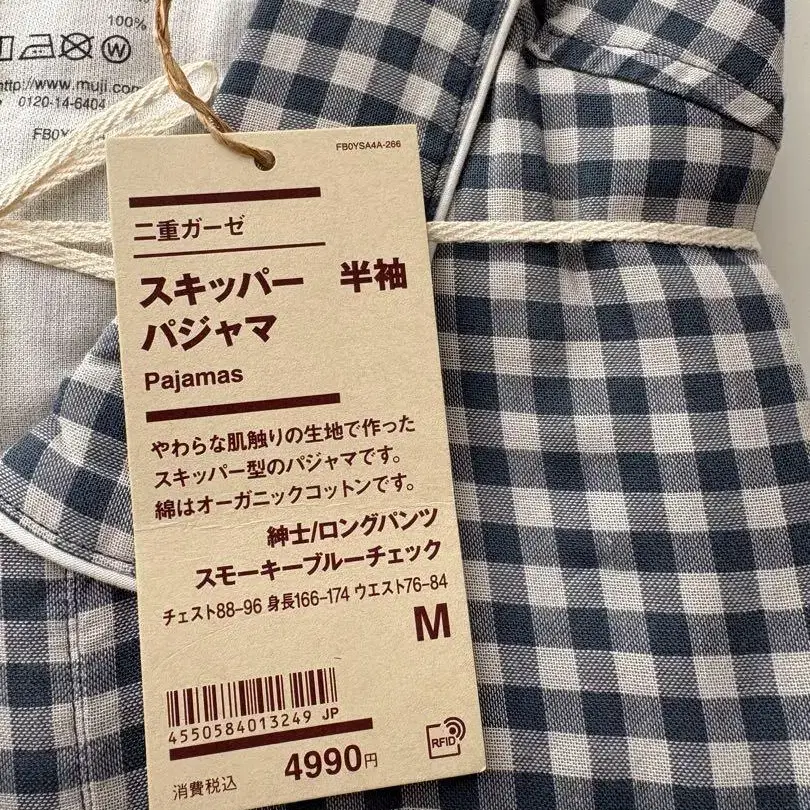 100%
http://www.muji.com
0120-14-6404
FB0YSA4A-266
二重ガーゼ
スキッパー 半袖
パジャマ
Pajamas
やわらな肌触りの生地で作った
スキッパー型のパジャマです。
綿はオーガニックコットンです。
紳士/ロングパンツ
スモーキーブルーチェック
チェスト88-96 身長166-174 ウエスト76-84
M
4550584013249 JP
RFID
消費税込 4990円